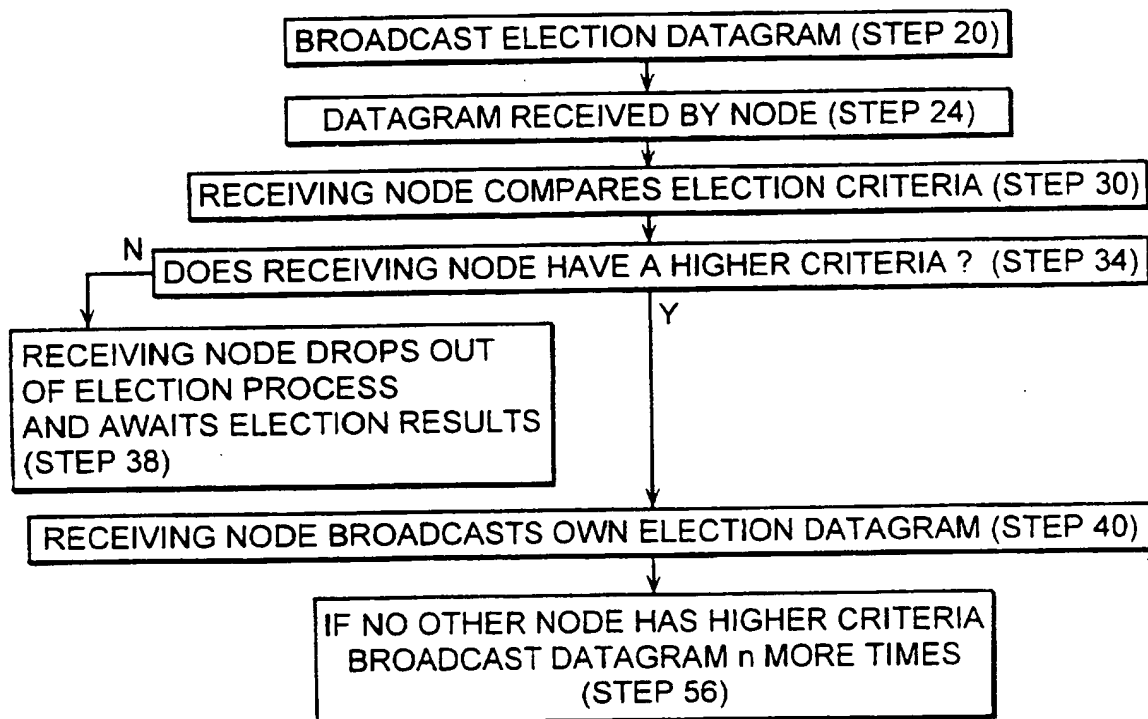 BROADCAST ELECTION DATAGRAM (STEP 20)
DATAGRAM RECEIVED BY NODE (STEP 24)
RECEIVING NODE COMPARES ELECTION CRITERIA (STEP 30)
N
DOES RECEIVING NODE HAVE A HIGHER CRITERIA ? (STEP 34)
Y
RECEIVING NODE DROPS OUT
OF ELECTION PROCESS
AND AWAITS ELECTION RESULTS
(STEP 38)
RECEIVING NODE BROADCASTS OWN ELECTION DATAGRAM (STEP 40)
IF NO OTHER NODE HAS HIGHER CRITERIA
BROADCAST DATAGRAM n MORE TIMES
(STEP 56)